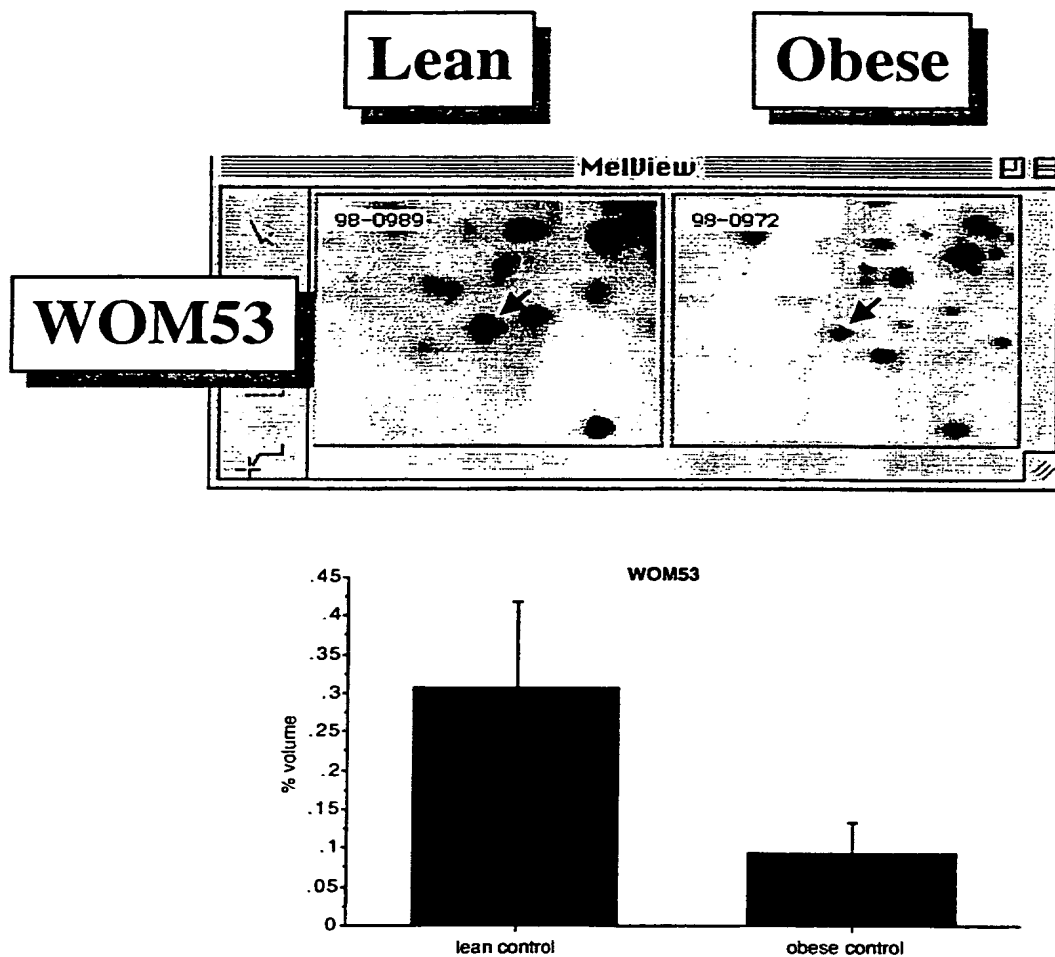 Lean
Obese
MelView
98-0989
98-0972
WOM53
WOM53
.45
.4
.35
.3
.25
.2
.15
.1
.05
0
% volume
lean control
obese control